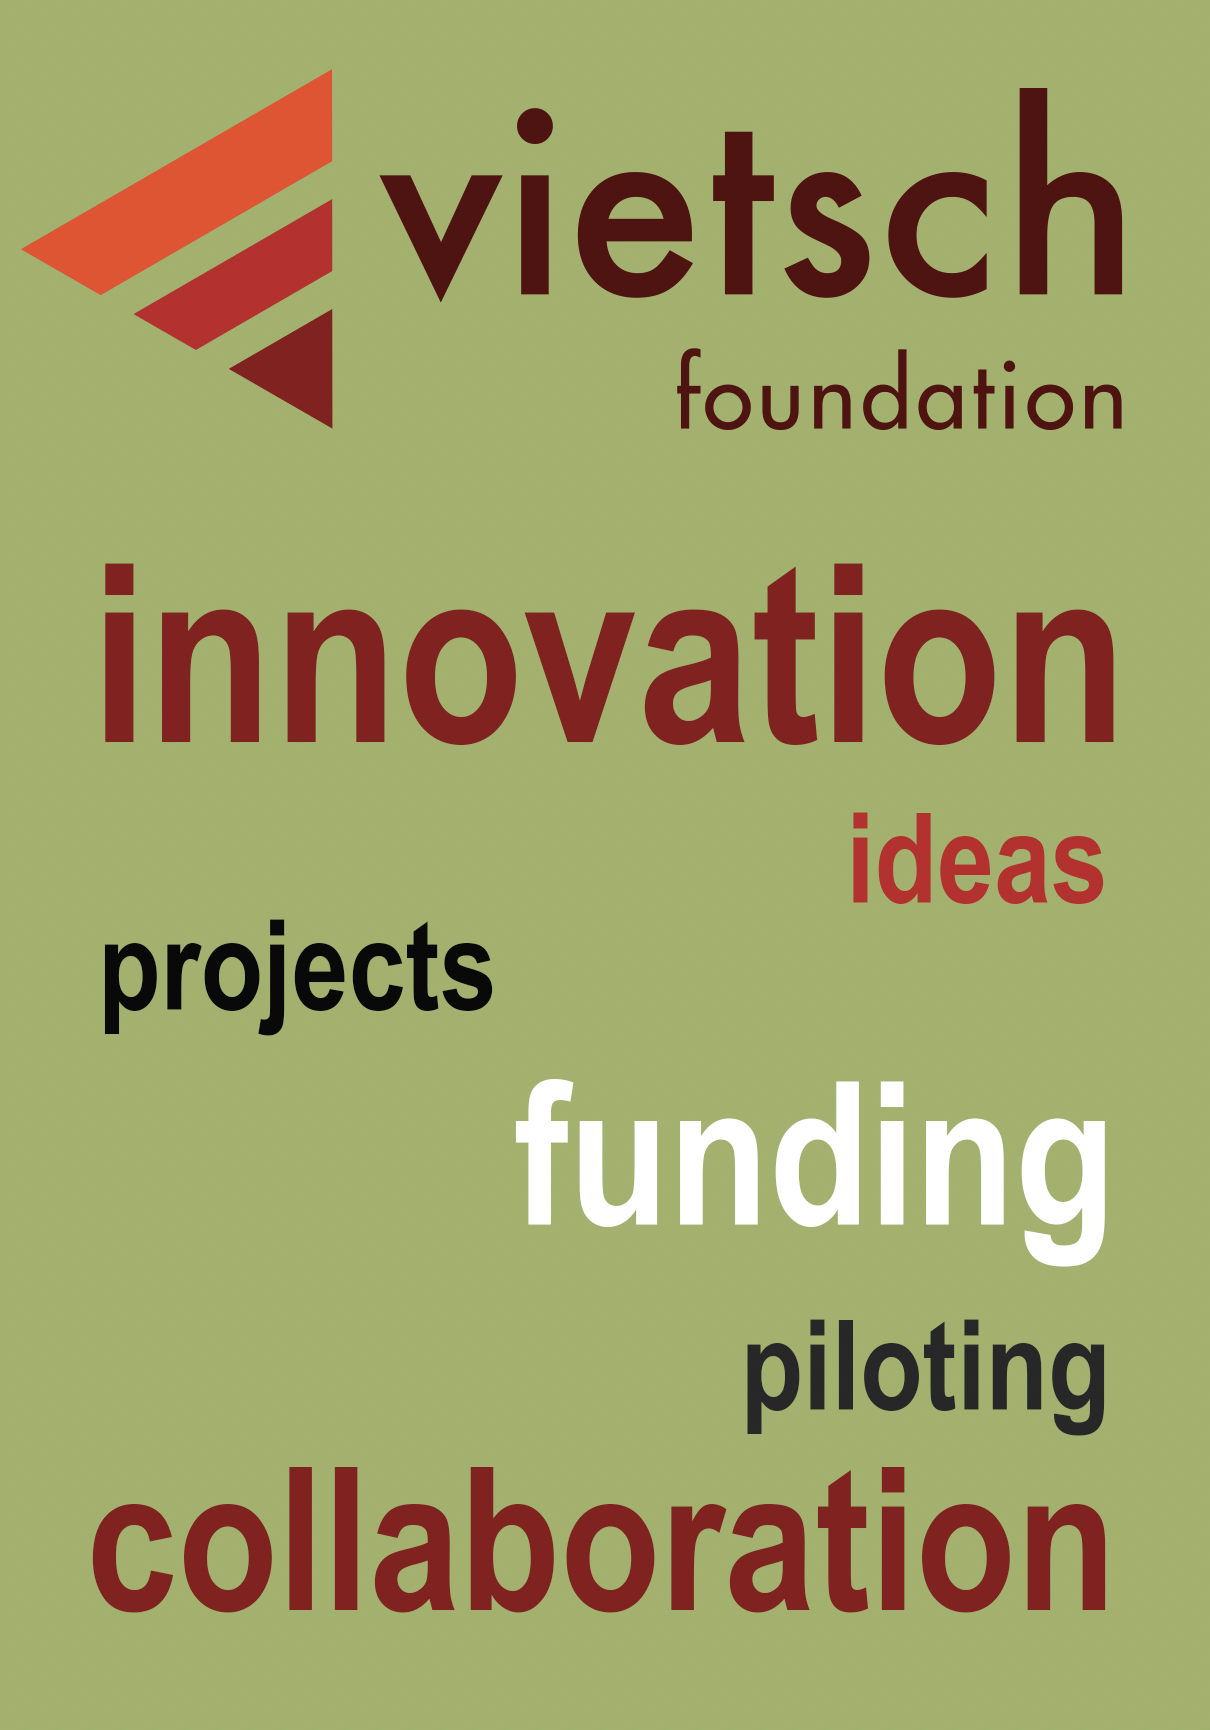 vietsch
foundation
innovation
ideas
projects
funding
piloting
collaboration